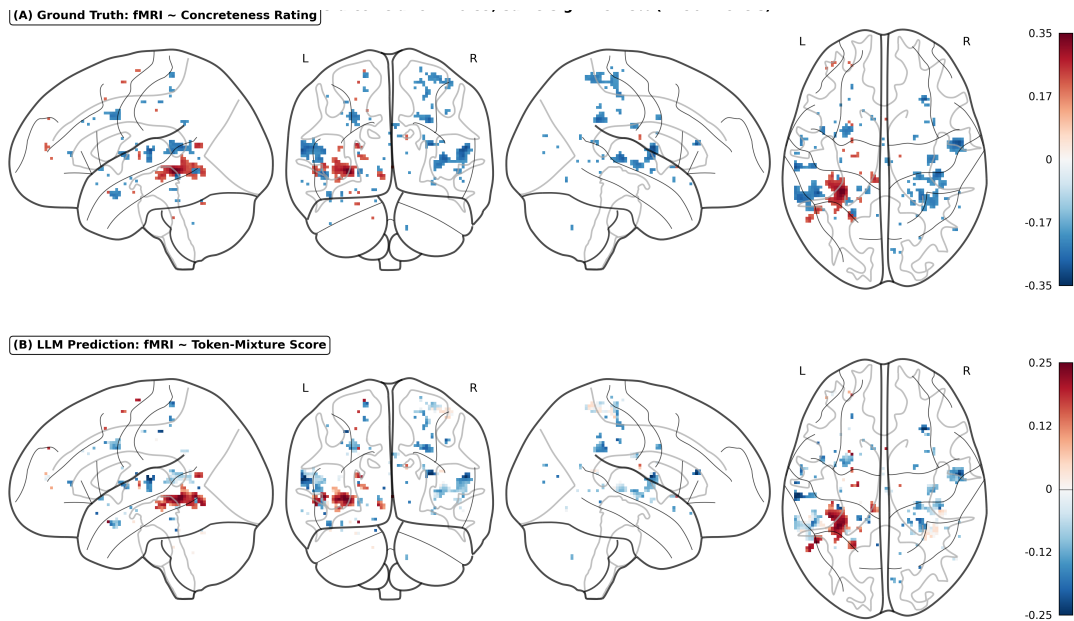 (A) Ground Truth: fMRI ~ Concreteness Rating
L
R
L
R
0.35
0.17
0
-0.17
-0.35
(B) LLM Prediction: fMRI ~ Token-Mixture Score
L
R
L
R
0.25
0.12
0
-0.12
-0.25